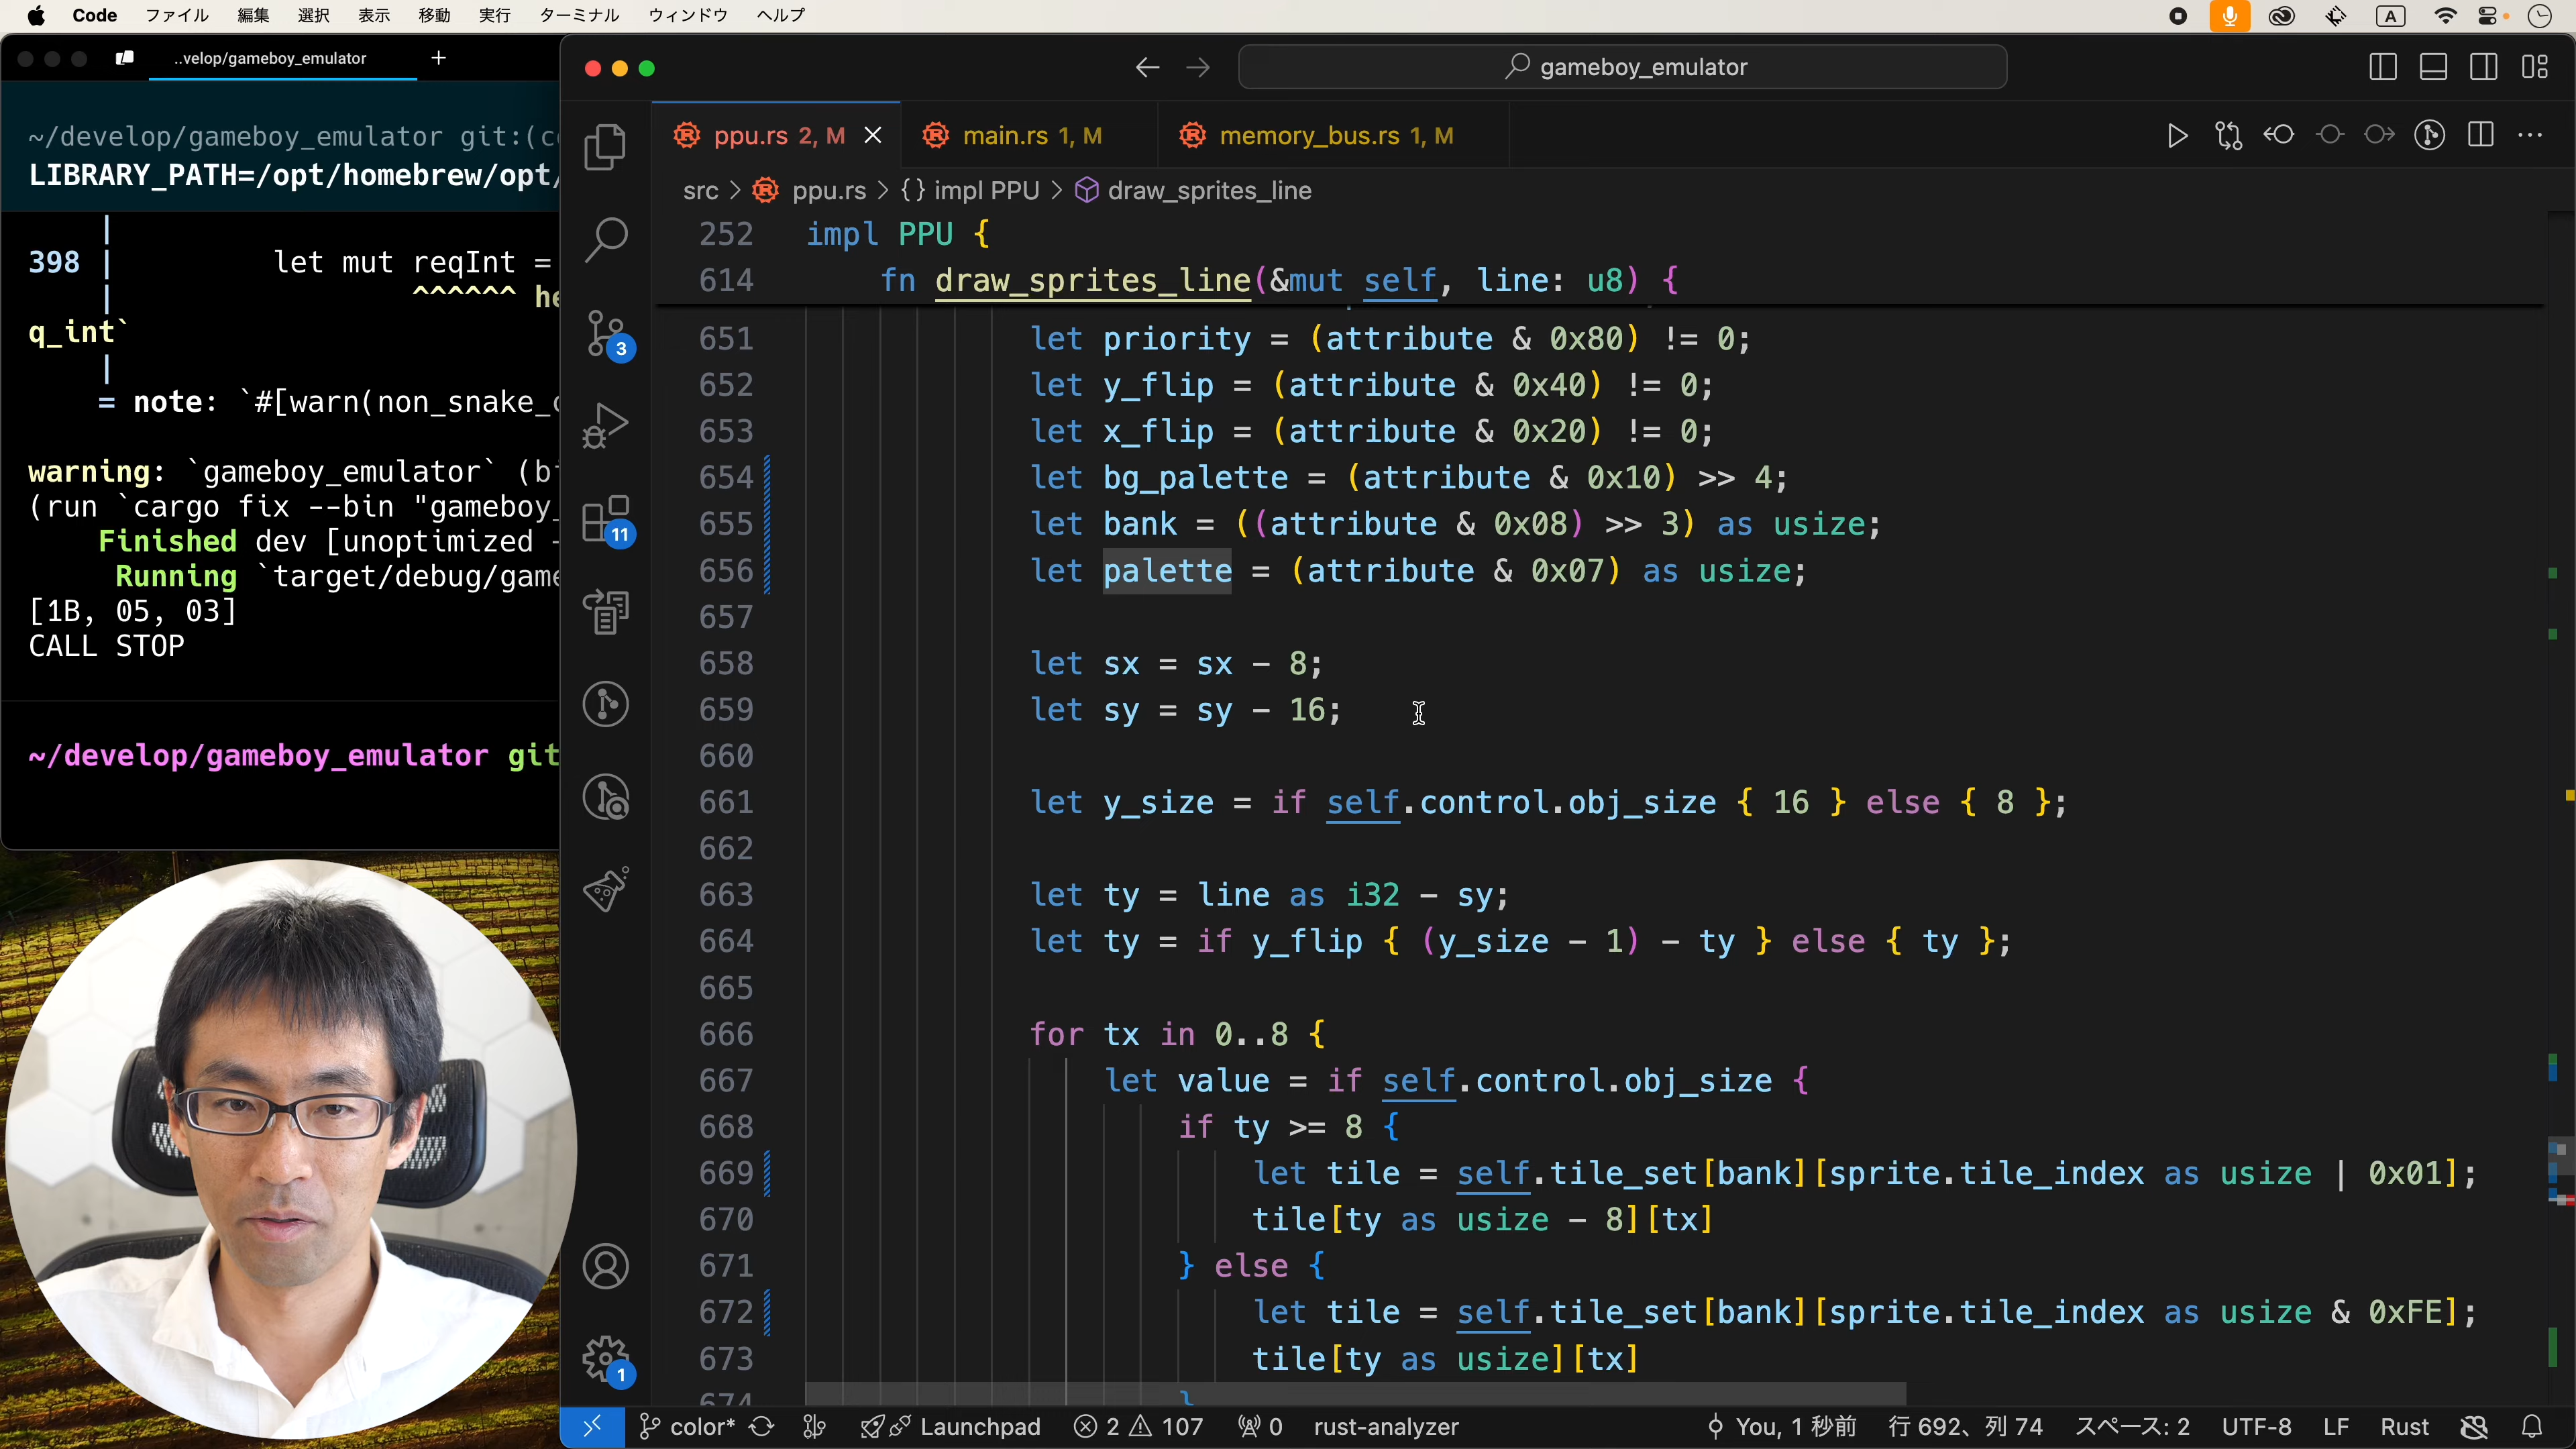 Code ファイル 編集 選択 表示 移動 実行 ターミナル ウィンドウ ヘルプ A
..velop/gameboy_emulator +
~/develop/gameboy_emulator git:(c
LIBRARY_PATH=/opt/homebrew/opt/
|
398 | let mut reqInt =
| ^^^^^^ he
q_int`
|
= note: `#[warn(non_snake_c
warning: `gameboy_emulator` (bi
(run `cargo fix --bin "gameboy_
Finished dev [unoptimized -
Running `target/debug/game
[1B, 05, 03]
CALL STOP
~/develop/gameboy_emulator git
gameboy_emulator
ppu.rs 2, M main.rs 1, M memory_bus.rs 1, M
src > ppu.rs > {} impl PPU > draw_sprites_line
252 impl PPU {
614 fn draw_sprites_line(&mut self, line: u8) {
651 let priority = (attribute & 0x80) != 0;
652 let y_flip = (attribute & 0x40) != 0;
653 let x_flip = (attribute & 0x20) != 0;
654 let bg_palette = (attribute & 0x10) >> 4;
655 let bank = ((attribute & 0x08) >> 3) as usize;
656 let palette = (attribute & 0x07) as usize;
657
658 let sx = sx - 8;
659 let sy = sy - 16;
660
661 let y_size = if self.control.obj_size { 16 } else { 8 };
662
663 let ty = line as i32 - sy;
664 let ty = if y_flip { (y_size - 1) - ty } else { ty };
665
666 for tx in 0..8 {
667 let value = if self.control.obj_size {
668 if ty >= 8 {
669 let tile = self.tile_set[bank][sprite.tile_index as usize | 0x01];
670 tile[ty as usize - 8][tx]
671 } else {
672 let tile = self.tile_set[bank][sprite.tile_index as usize & 0xFE];
673 tile[ty as usize][tx]
674 }
3
11
1
color* Launchpad 2 107 0 rust-analyzer You, 1 秒前 行 692、列 74 スペース: 2 UTF-8 LF Rust